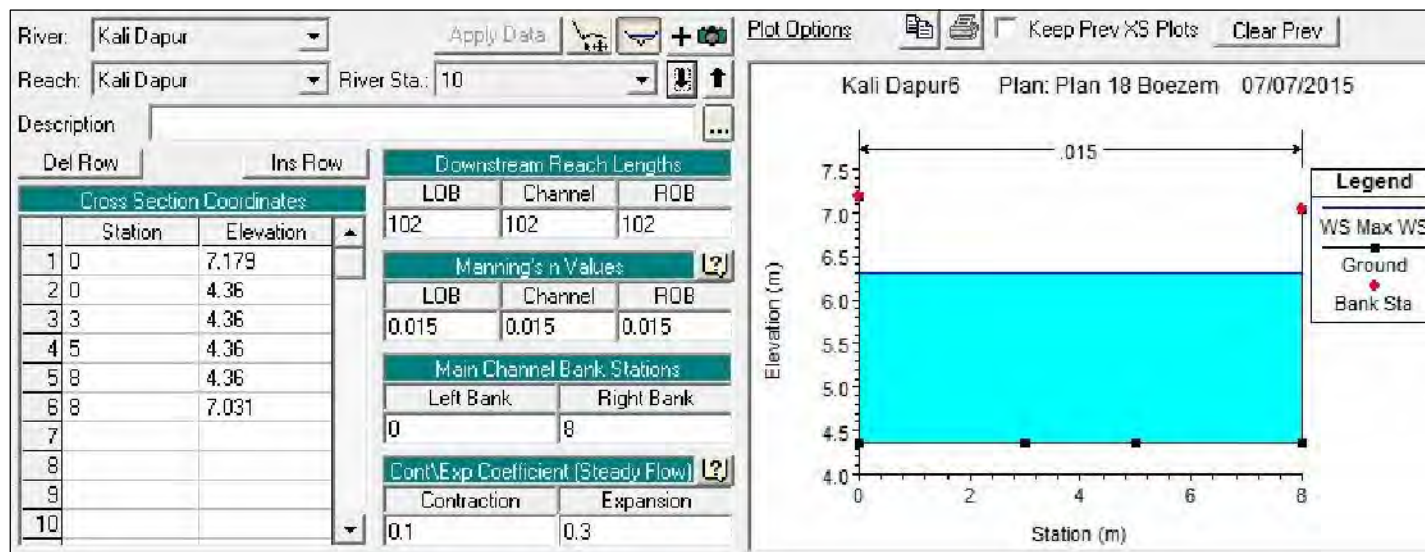 River: Kali Dapur Apply Data
Reach: Kali Dapur River Sta.: 10
Description ...
Del Row Ins Row
Cross Section Coordinates
Station Elevation
1 0 7.179
2 0 4.36
3 3 4.36
4 5 4.36
5 8 4.36
6 8 7.031
7
8
9
10
Downstream Reach Lengths
LOB Channel ROB
102 102 102
Manning's n Values ?
LOB Channel ROB
0.015 0.015 0.015
Main Channel Bank Stations
Left Bank Right Bank
0 8
Cont\Exp Coefficient (Steady Flow) ?
Contraction Expansion
0.1 0.3
Plot Options Keep Prev XS Plots Clear Prev
Kali Dapur6 Plan: Plan 18 Boezem 07/07/2015
.015
7.5
7.0
6.5
6.0
5.5
5.0
4.5
4.0
Elevation (m)
0 2 4 6 8
Station (m)
Legend
WS Max WS
Ground
Bank Sta